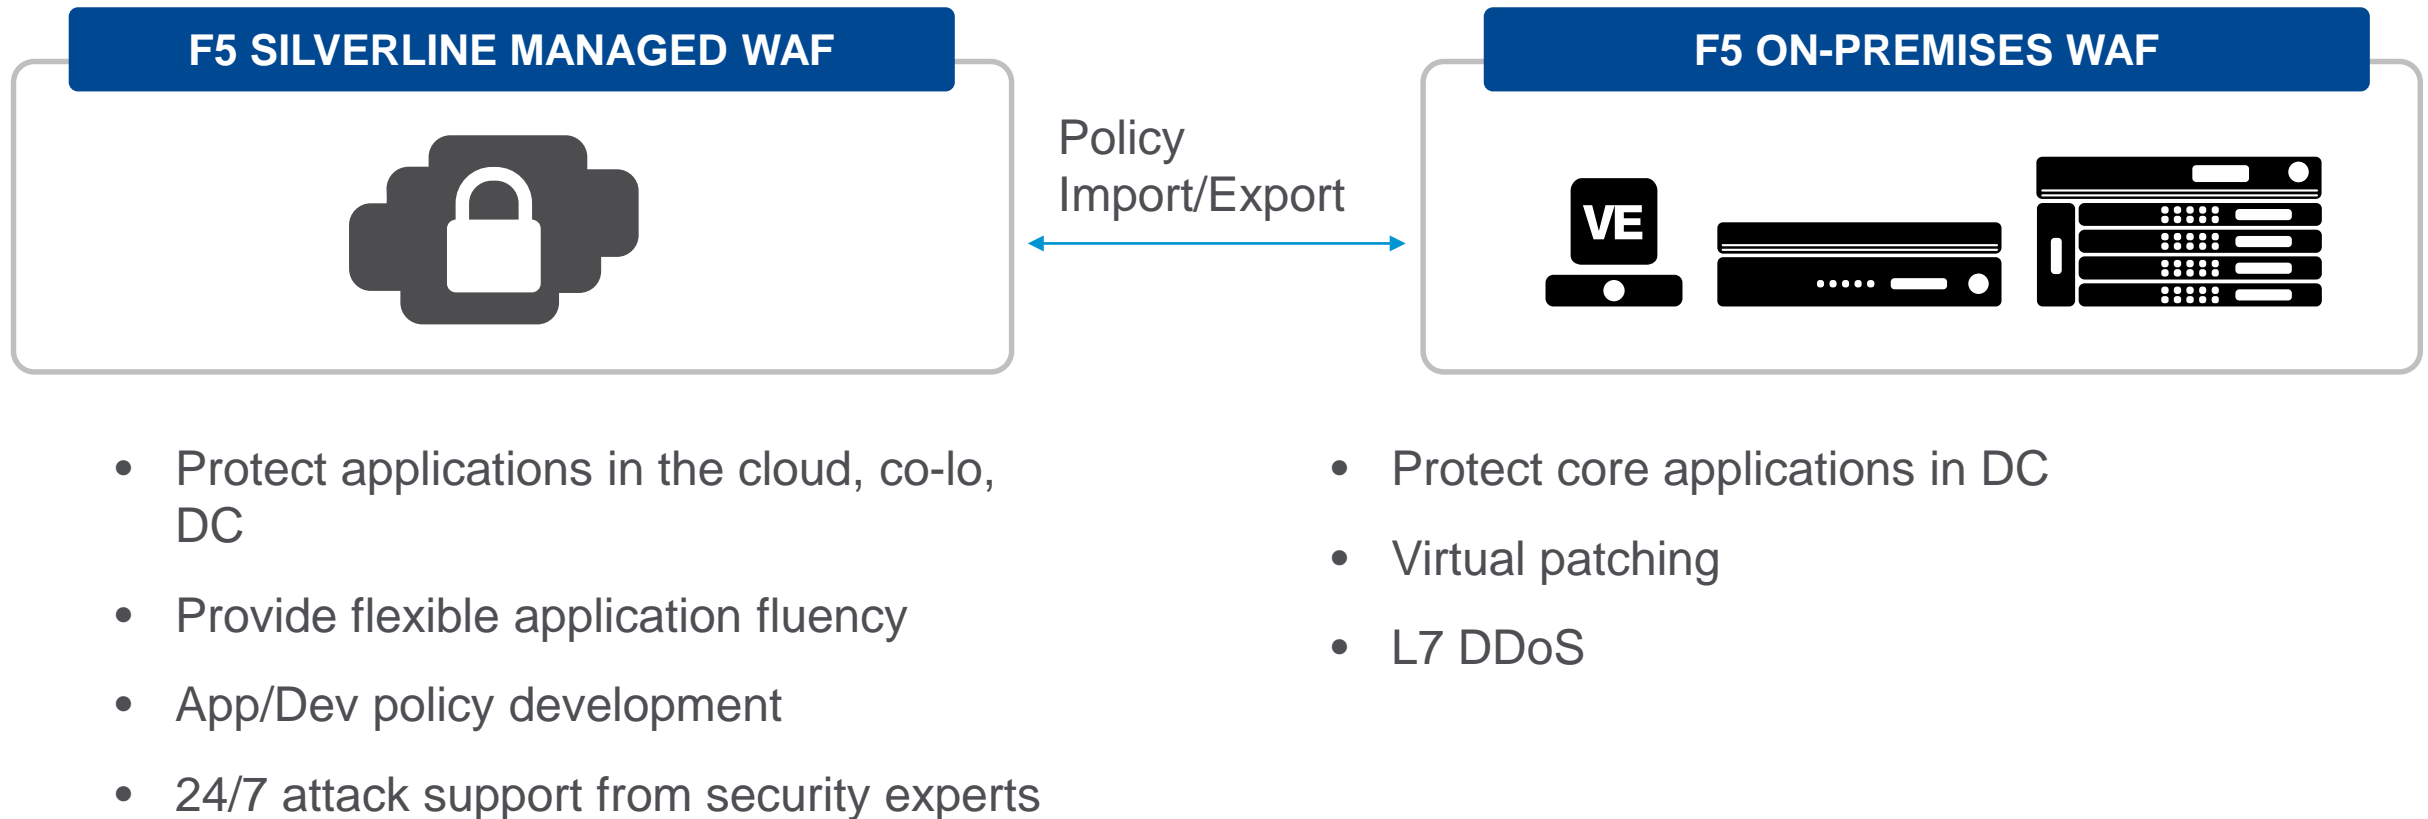 F5 SILVERLINE MANAGED WAF
F5 ON-PREMISES WAF
Policy
Import/Export
VE
• Protect applications in the cloud, co-lo,
DC
• Provide flexible application fluency
• App/Dev policy development
• 24/7 attack support from security experts
• Protect core applications in DC
• Virtual patching
• L7 DDoS